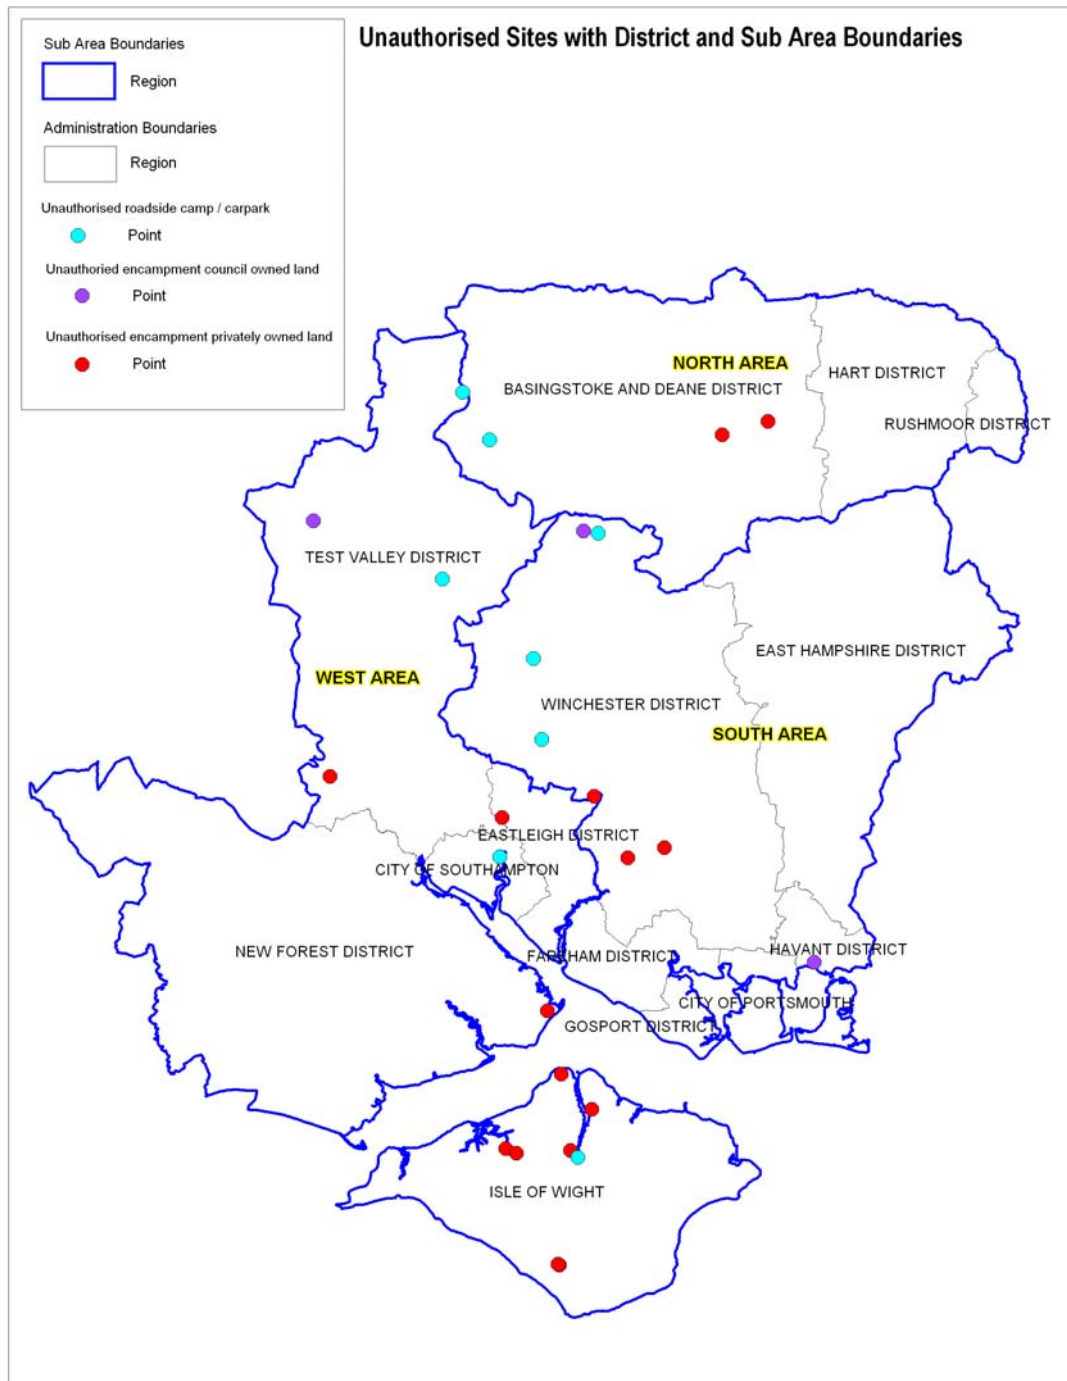 Unauthorised Sites with District and Sub Area Boundaries
Sub Area Boundaries
Region
Administration Boundaries
Region
Unauthorised roadside camp / carpark
Point
Unauthoried encampment council owned land
Point
Unauthorised encampment privately owned land
Point
NORTH AREA
HART DISTRICT
BASINGSTOKE AND DEANE DISTRICT
RUSHMOOR DISTRICT
TEST VALLEY DISTRICT
EAST HAMPSHIRE DISTRICT
WEST AREA
WINCHESTER DISTRICT
SOUTH AREA
EASTLEIGH DISTRICT
CITY OF SOUTHAMPTON
NEW FOREST DISTRICT
HAVANT DISTRICT
FAREHAM DISTRICT
CITY OF PORTSMOUTH
GOSPORT DISTRICT
ISLE OF WIGHT